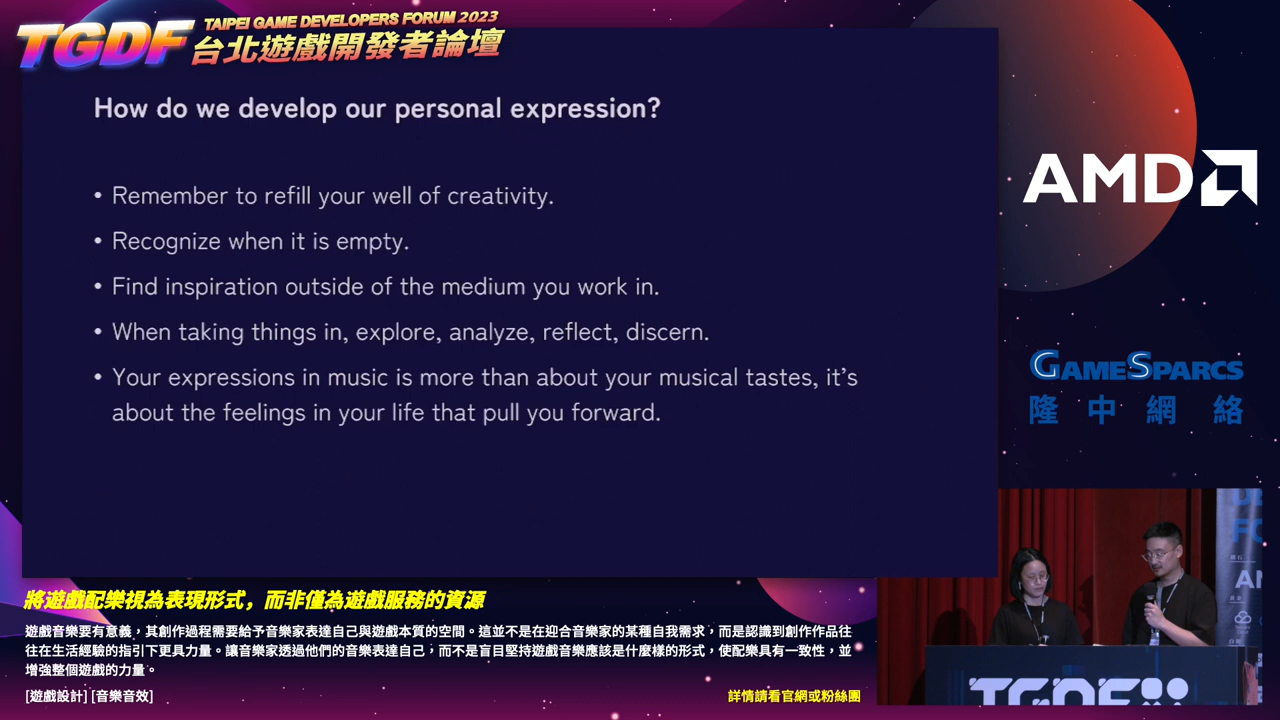 TGDF
TAIPEI GAME DEVELOPERS FORUM 2023
台北遊戲開發者論壇
How do we develop our personal expression?
• Remember to refill your well of creativity.
• Recognize when it is empty.
• Find inspiration outside of the medium you work in.
• When taking things in, explore, analyze, reflect, discern.
• Your expressions in music is more than about your musical tastes, it's
about the feelings in your life that pull you forward.
AMD
GAMESPARCS
隆中網絡
將遊戲配樂視為表現形式，而非僅為遊戲服務的資源
遊戲音樂要有意義，其創作過程需要給予音樂家表達自己與遊戲本質的空間。這並不是在迎合音樂家的某種自我需求，而是認識到創作作品往
往在生活經驗的指引下更具力量。讓音樂家透過他們的音樂表達自己，而不是盲目堅持遊戲音樂應該是什麼樣的形式，使配樂具有一致性，並
增強整個遊戲的力量。
[遊戲設計] [音樂音效]
詳情請看官網或粉絲團
TGDF